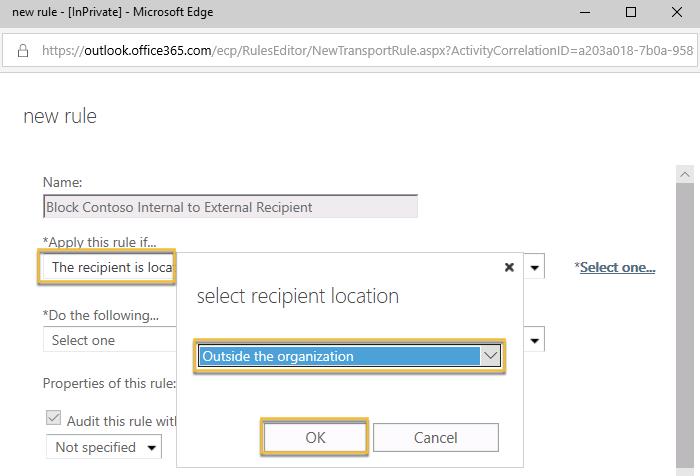 new rule - [InPrivate] - Microsoft Edge
https://outlook.office365.com/ecp/RulesEditor/NewTransportRule.aspx?ActivityCorrelationID=a203a018-7b0a-958
new rule
Name:
Block Contoso Internal to External Recipient
*Apply this rule if...
The recipient is locat
*Select one...
select recipient location
Outside the organization
OK Cancel
*Do the following...
Select one
Properties of this rule:
Audit this rule with
Not specified